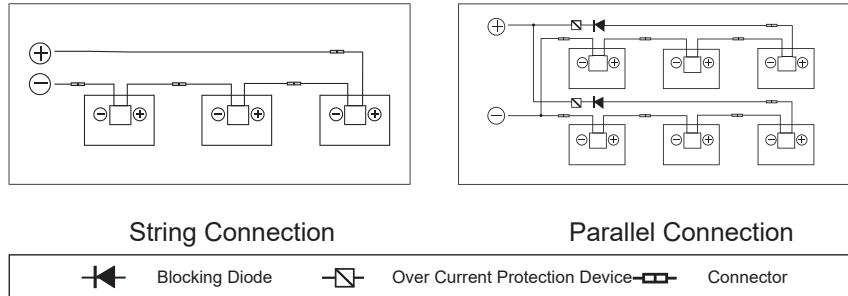 String Connection
Parallel Connection
Blocking Diode
Over Current Protection Device
Connector